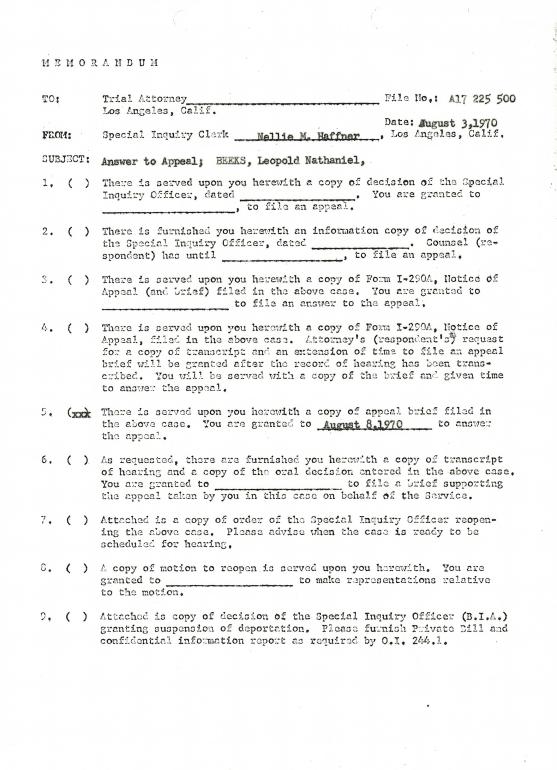 MEMORANDUM
TO: Trial Attorney____________________ File No.: A17 225 500
Los Angeles, Calif.
Date: August 3,1970
FROM: Special Inquiry Clerk Nellie M. Haffner, Los Angeles, Calif.
SUBJECT: Answer to Appeal; BEEKS, Leopold Nathaniel,
1. ( ) There is served upon you herewith a copy of decision of the Special
Inquiry Officer, dated ____________. You are granted to
____________, to file an appeal.
2. ( ) There is furnished you herewith an information copy of decision of
the Special Inquiry Officer, dated ____________. Counsel (re-
spondent) has until ____________, to file an appeal.
3. ( ) There is served upon you herewith a copy of Form I-290A, Notice of
Appeal (and brief) filed in the above case. You are granted to
____________ to file an answer to the appeal.
4. ( ) There is served upon you herewith a copy of Form I-290A, Notice of
Appeal, filed in the above case. Attorney's (respondent's) request
for a copy of transcript and an extension of time to file an appeal
brief will be granted after the record of hearing has been trans-
cribed. You will be served with a copy of the brief and given time
to answer the appeal.
5. (xxx There is served upon you herewith a copy of appeal brief filed in
the above case. You are granted to August 8,1970 to answer
the appeal.
6. ( ) As requested, there are furnished you herewith a copy of transcript
of hearing and a copy of the oral decision entered in the above case.
You are granted to ____________ to file a brief supporting
the appeal taken by you in this case on behalf of the Service.
7. ( ) Attached is a copy of order of the Special Inquiry Officer reopen-
ing the above case. Please advise when the case is ready to be
scheduled for hearing.
8. ( ) A copy of motion to reopen is served upon you herewith. You are
granted to ____________ to make representations relative
to the motion.
9. ( ) Attached is copy of decision of the Special Inquiry Officer (B.I.A.)
granting suspension of deportation. Please furnish Private Bill and
confidential information report as required by O.I. 244.1.